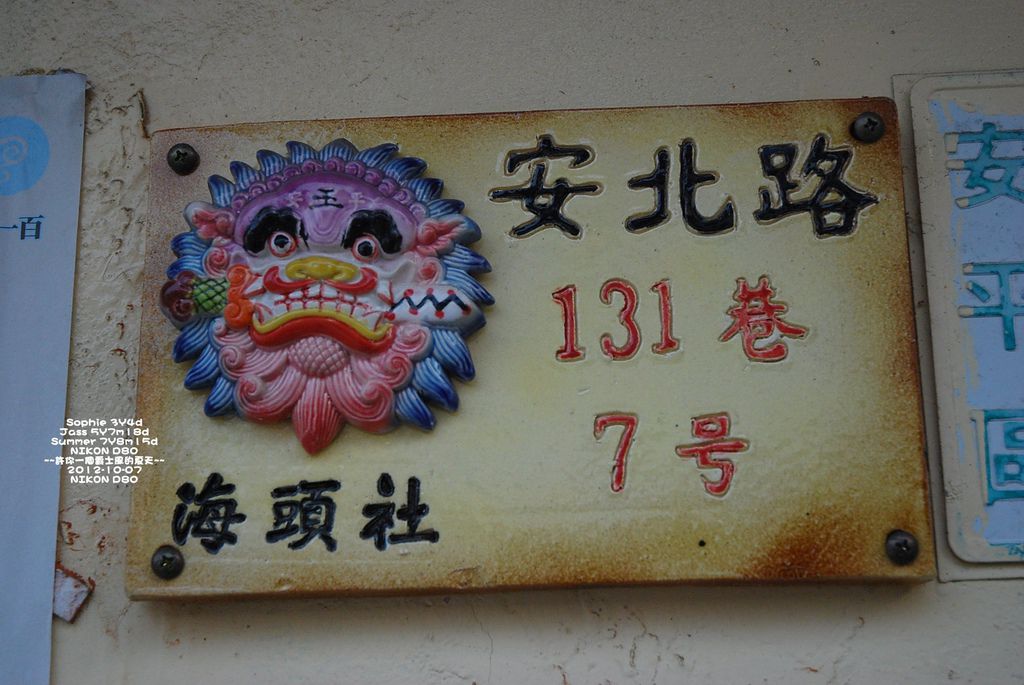 一百
王
安北路
131巷
7号
海頭社
安平
Sophie 3Y4d
Jass 5Y7m18d
Summer 7Y8m15d
NIKON D80
2012-10-07
NIKON D80